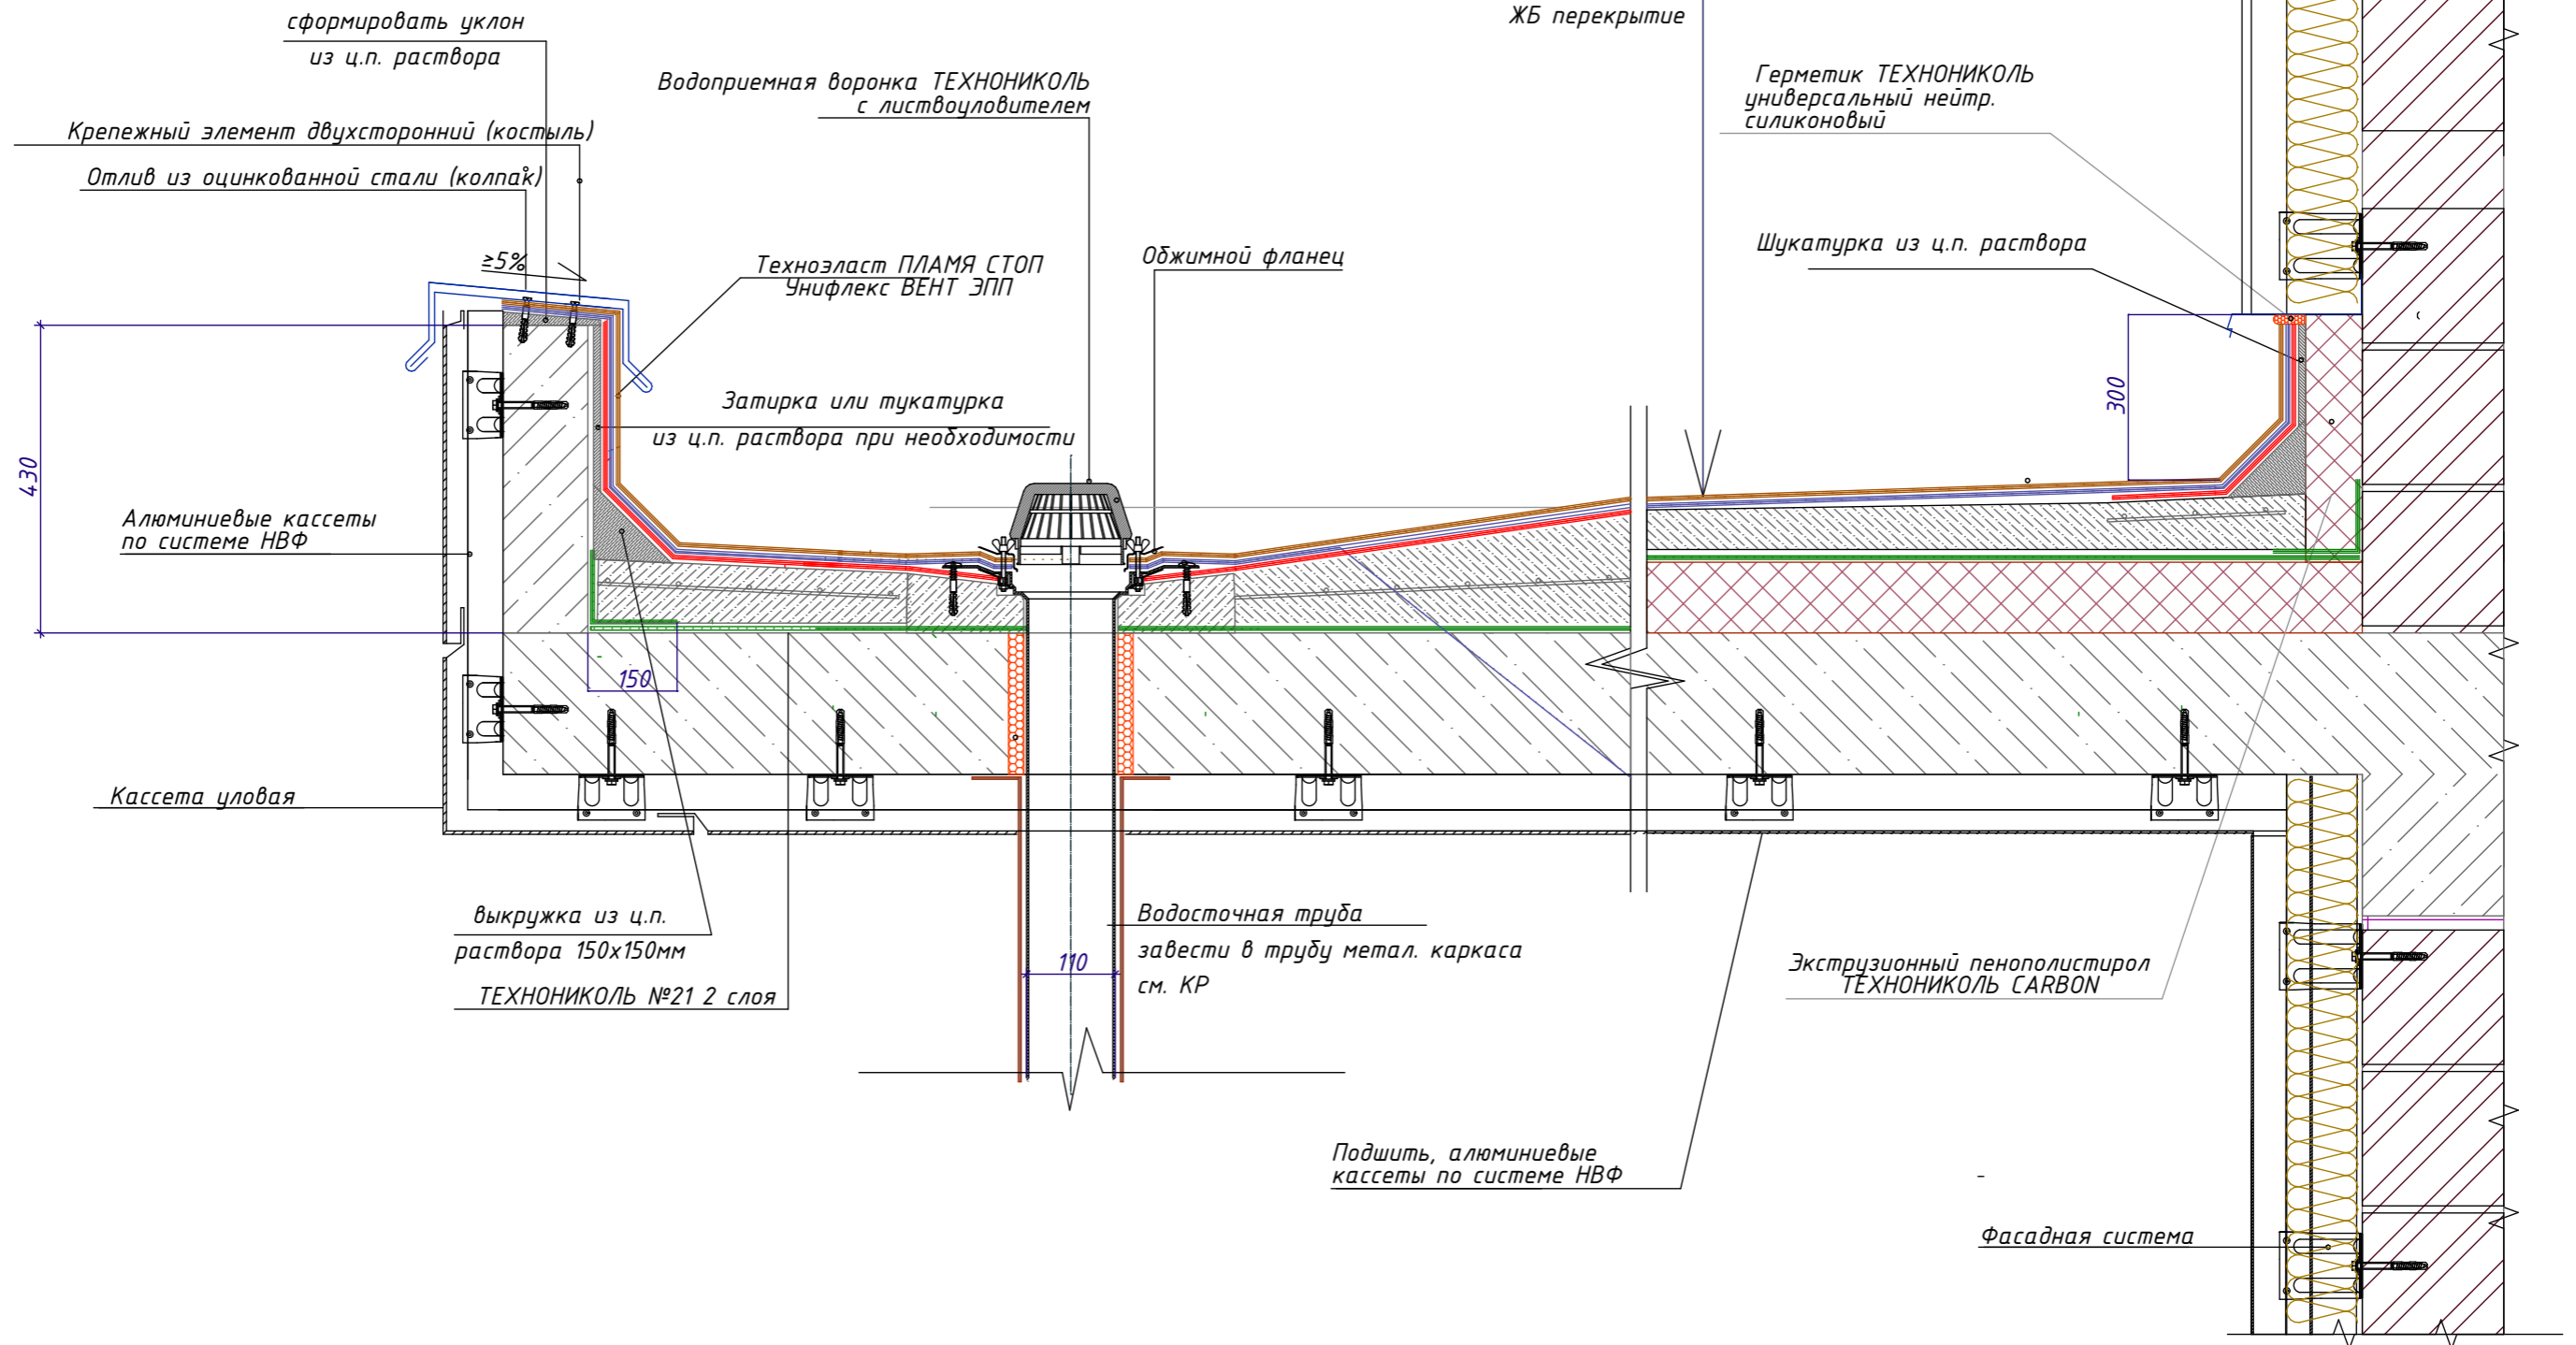 сформировать уклон
из ц.п. раствора
Крепежный элемент двухсторонний (костыль)
Отлив из оцинкованной стали (колпак)
≥5%
Водоприемная воронка ТЕХНОНИКОЛЬ
с листвоуловителем
Техноэласт ПЛАМЯ СТОП
Унифлекс ВЕНТ ЭПП
Обжимной фланец
Затирка или тукатурка
из ц.п. раствора при необходимости
ЖБ перекрытие
Герметик ТЕХНОНИКОЛЬ
универсальный нейтр.
силиконовый
Шукатурка из ц.п. раствора
430
300
Алюминиевые кассеты
по системе НВФ
150
Кассета уловая
выкружка из ц.п.
раствора 150х150мм
ТЕХНОНИКОЛЬ №21 2 слоя
110
Водосточная труба
завести в трубу метал. каркаса
см. КР
Экструзионный пенополистирол
ТЕХНОНИКОЛЬ CARBON
Подшить, алюминиевые
кассеты по системе НВФ
Фасадная система